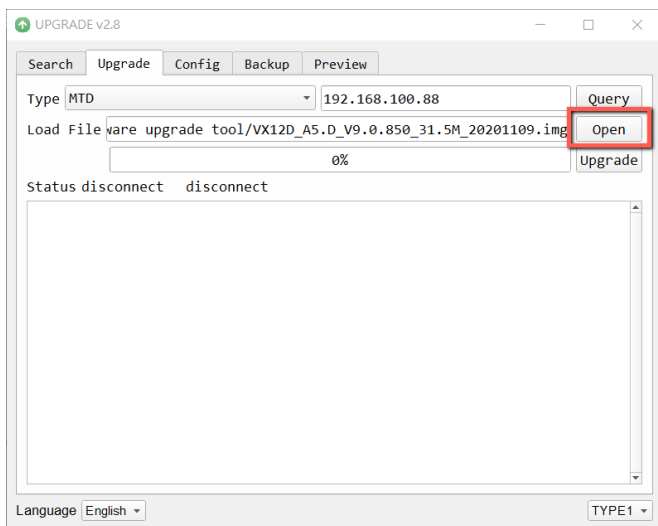 UPGRADE v2.8
Search Upgrade Config Backup Preview
Type MTD 192.168.100.88 Query
Load File ware upgrade tool/VX12D_A5.D_V9.0.850_31.5M_20201109.img Open
0% Upgrade
Status disconnect disconnect
Language English TYPE1